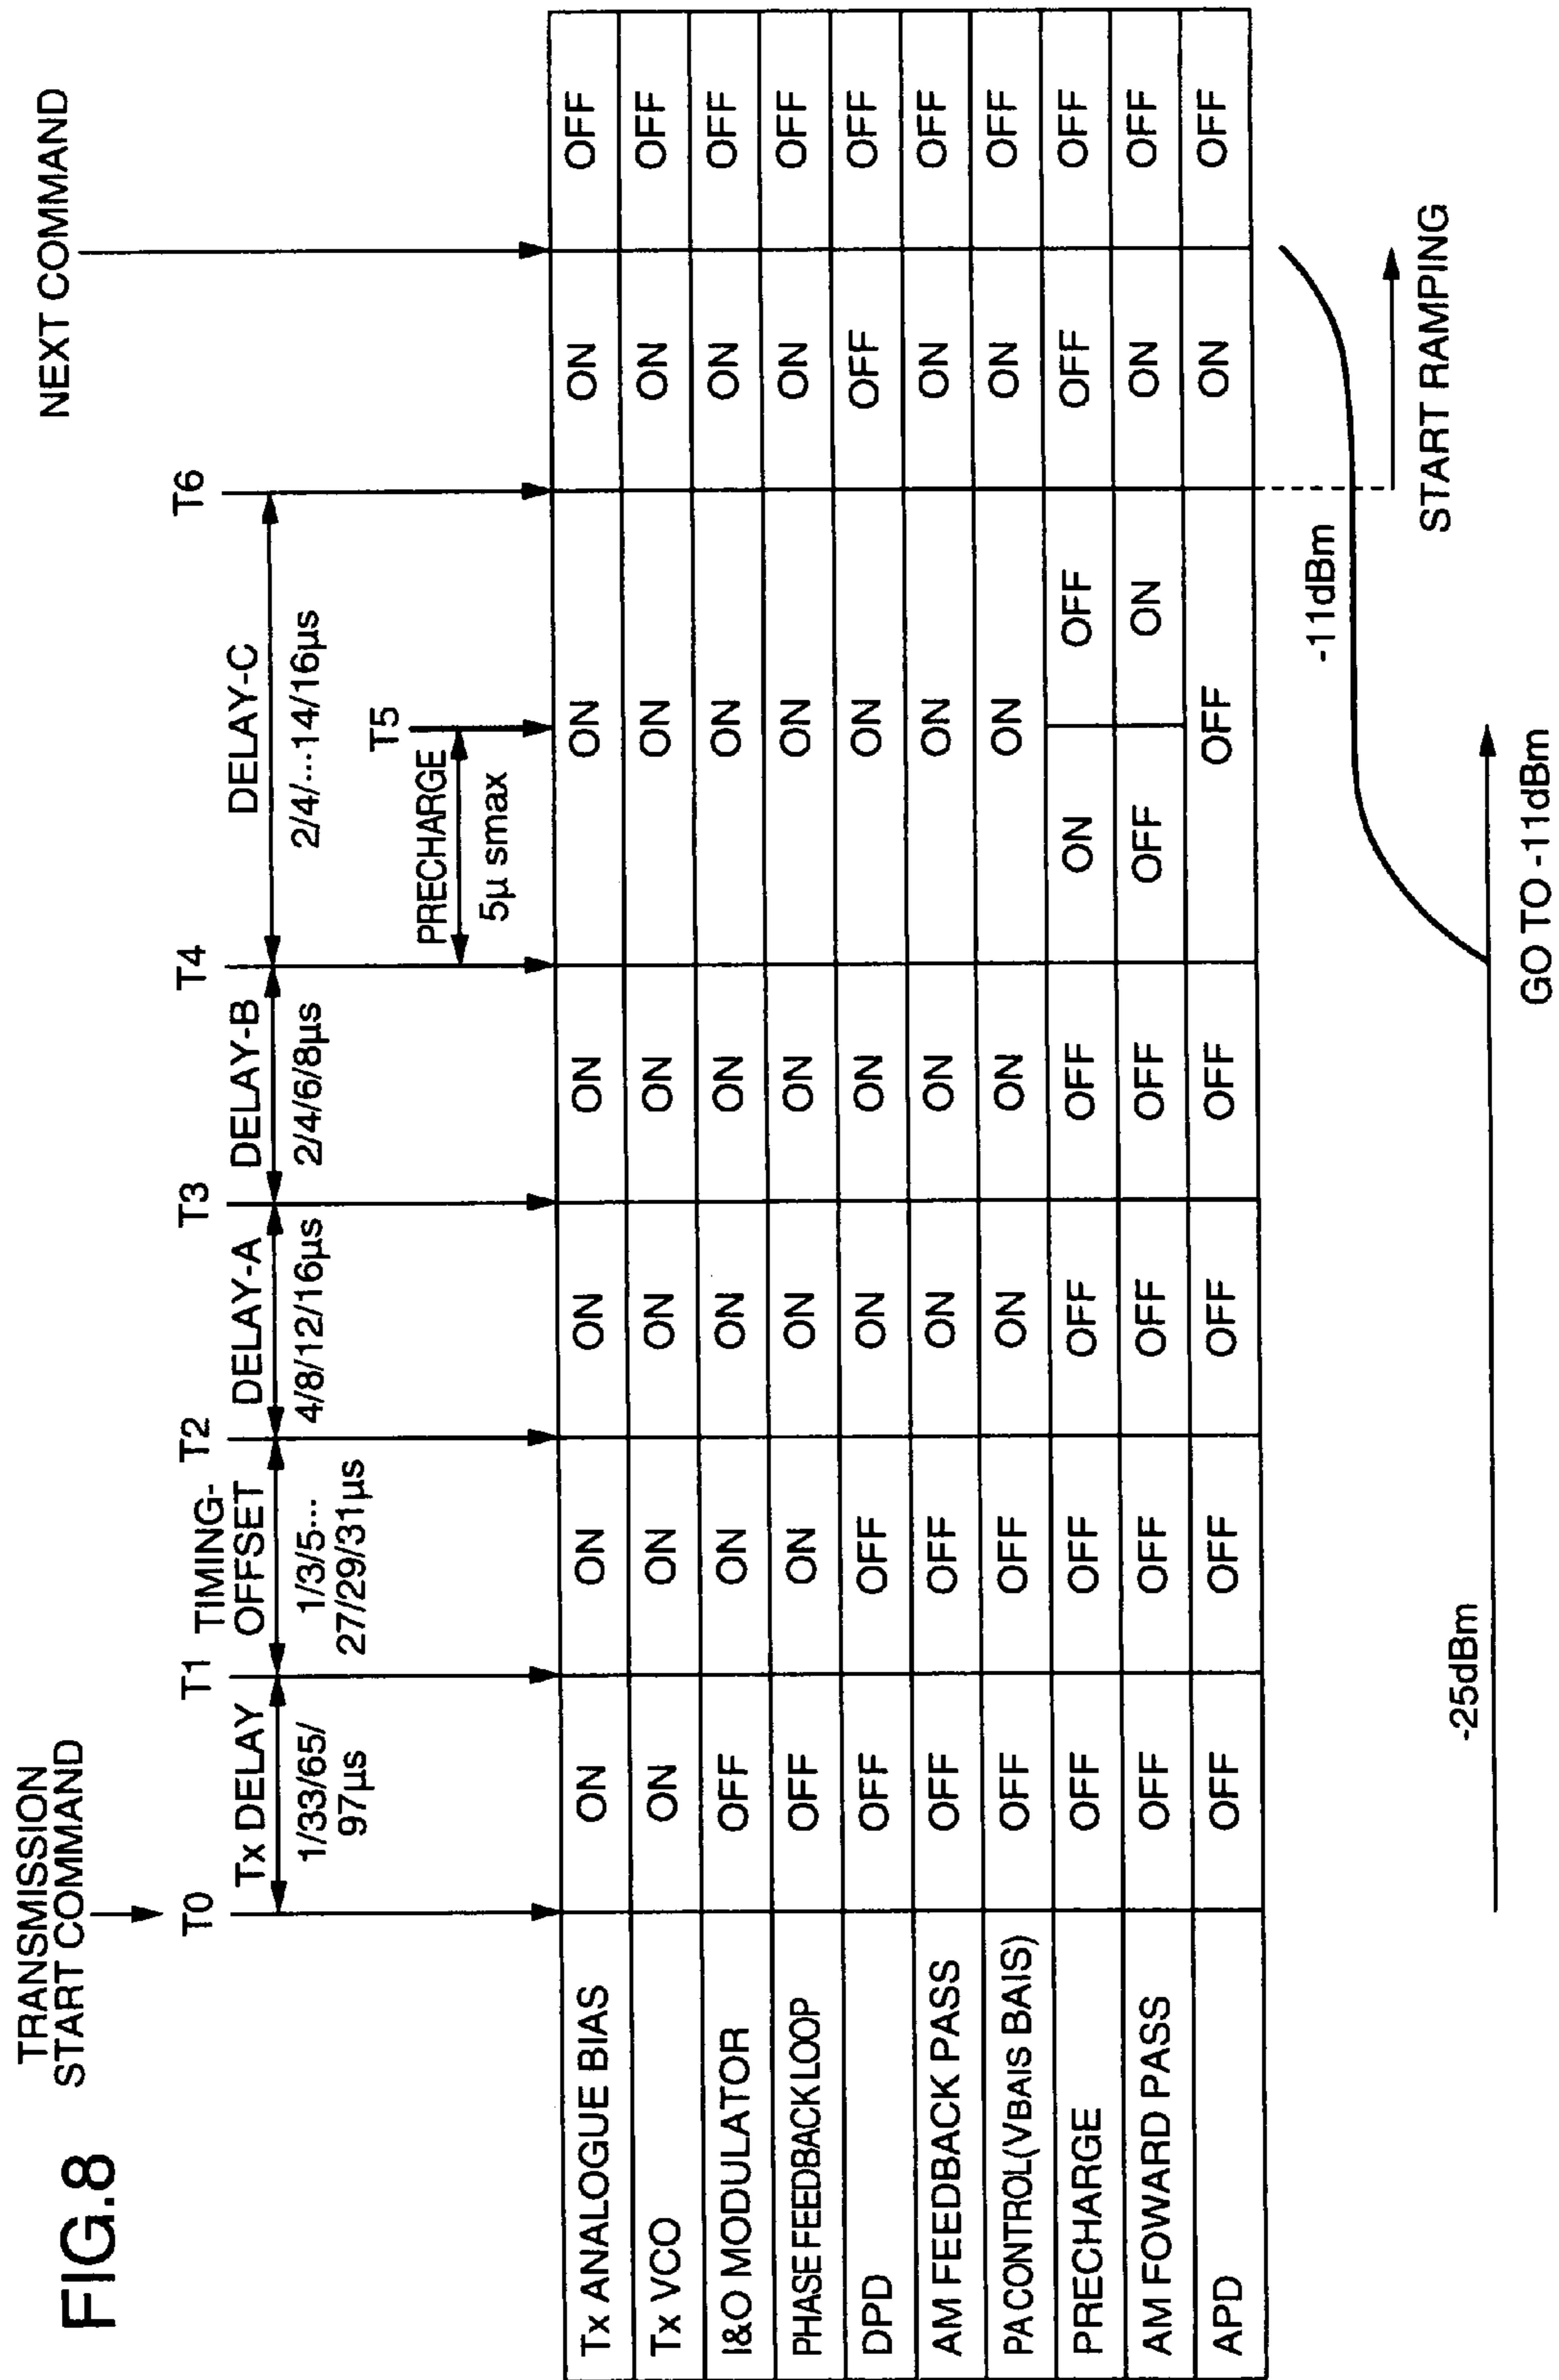 FIG.8
TRANSMISSION
START COMMAND
NEXT COMMAND
T0
T1
T2
T3
T4
T5
T6
Tx DELAY
1/33/65/
97μs
TIMING-
OFFSET
1/3/5···
27/29/31μs
DELAY-A
4/8/12/16μs
DELAY-B
2/4/6/8μs
DELAY-C
2/4/···14/16μs
PRECHARGE
5μ smax
Tx ANALOGUE BIAS ON ON ON ON ON ON OFF
Tx VCO ON ON ON ON ON ON OFF
I&O MODULATOR OFF ON ON ON ON ON OFF
PHASE FEEDBACK LOOP OFF ON ON ON ON ON OFF
DPD OFF OFF ON ON ON OFF OFF
AM FEEDBACK PASS OFF OFF ON ON ON ON OFF
PA CONTROL(VBAIS BAIS) OFF OFF ON ON ON ON OFF
PRECHARGE OFF OFF OFF OFF ON OFF OFF OFF
AM FOWARD PASS OFF OFF OFF OFF OFF ON ON OFF
APD OFF OFF OFF OFF OFF ON OFF
-25dBm
-11dBm
GO TO -11dBm
START RAMPING